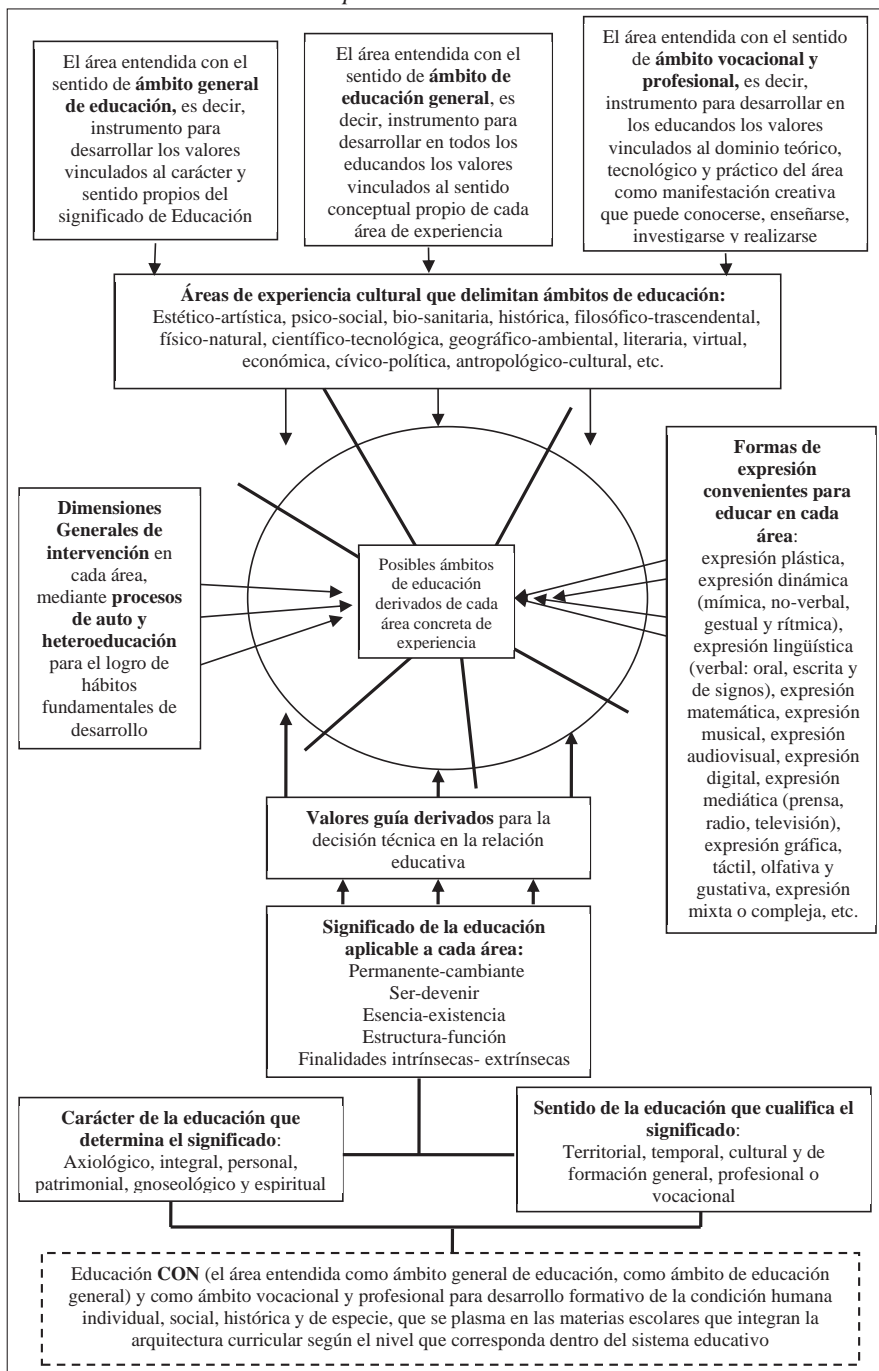 El área entendida con el
sentido de ámbito general
de educación, es decir,
instrumento para
desarrollar los valores
vinculados al carácter y
sentido propios del
significado de Educación
El área entendida con el
sentido de ámbito de
educación general, es
decir, instrumento para
desarrollar en todos los
educandos los valores
vinculados al sentido
conceptual propio de cada
área de experiencia
El área entendida con el sentido
de ámbito vocacional y
profesional, es decir,
instrumento para desarrollar en
los educandos los valores
vinculados al dominio teórico,
tecnológico y práctico del área
como manifestación creativa
que puede conocerse, enseñarse,
investigarse y realizarse
Áreas de experiencia cultural que delimitan ámbitos de educación:
Estético-artística, psico-social, bio-sanitaria, histórica, filosófico-trascendental,
físico-natural, científico-tecnológica, geográfico-ambiental, literaria, virtual,
económica, cívico-política, antropológico-cultural, etc.
Dimensiones
Generales de
intervención en
cada área,
mediante procesos
de auto y
heteroeducación
para el logro de
hábitos
fundamentales de
desarrollo
Posibles ámbitos
de educación
derivados de cada
área concreta de
experiencia
Formas de
expresión
convenientes para
educar en cada
área:
expresión plástica,
expresión dinámica
(mímica, no-verbal,
gestual y rítmica),
expresión lingüística
(verbal: oral, escrita y
de signos), expresión
matemática, expresión
musical, expresión
audiovisual, expresión
digital, expresión
mediática (prensa,
radio, televisión),
expresión gráfica,
táctil, olfativa y
gustativa, expresión
mixta o compleja, etc.
Valores guía derivados para la
decisión técnica en la relación
educativa
Significado de la educación
aplicable a cada área:
Permanente-cambiante
Ser-devenir
Esencia-existencia
Estructura-función
Finalidades intrínsecas- extrínsecas
Carácter de la educación que
determina el significado:
Axiológico, integral, personal,
patrimonial, gnoseológico y espiritual
Sentido de la educación que cualifica el
significado:
Territorial, temporal, cultural y de
formación general, profesional o
vocacional
Educación CON (el área entendida como ámbito general de educación, como ámbito de educación
general) y como ámbito vocacional y profesional para desarrollo formativo de la condición humana
individual, social, histórica y de especie, que se plasma en las materias escolares que integran la
arquitectura curricular según el nivel que corresponda dentro del sistema educativo